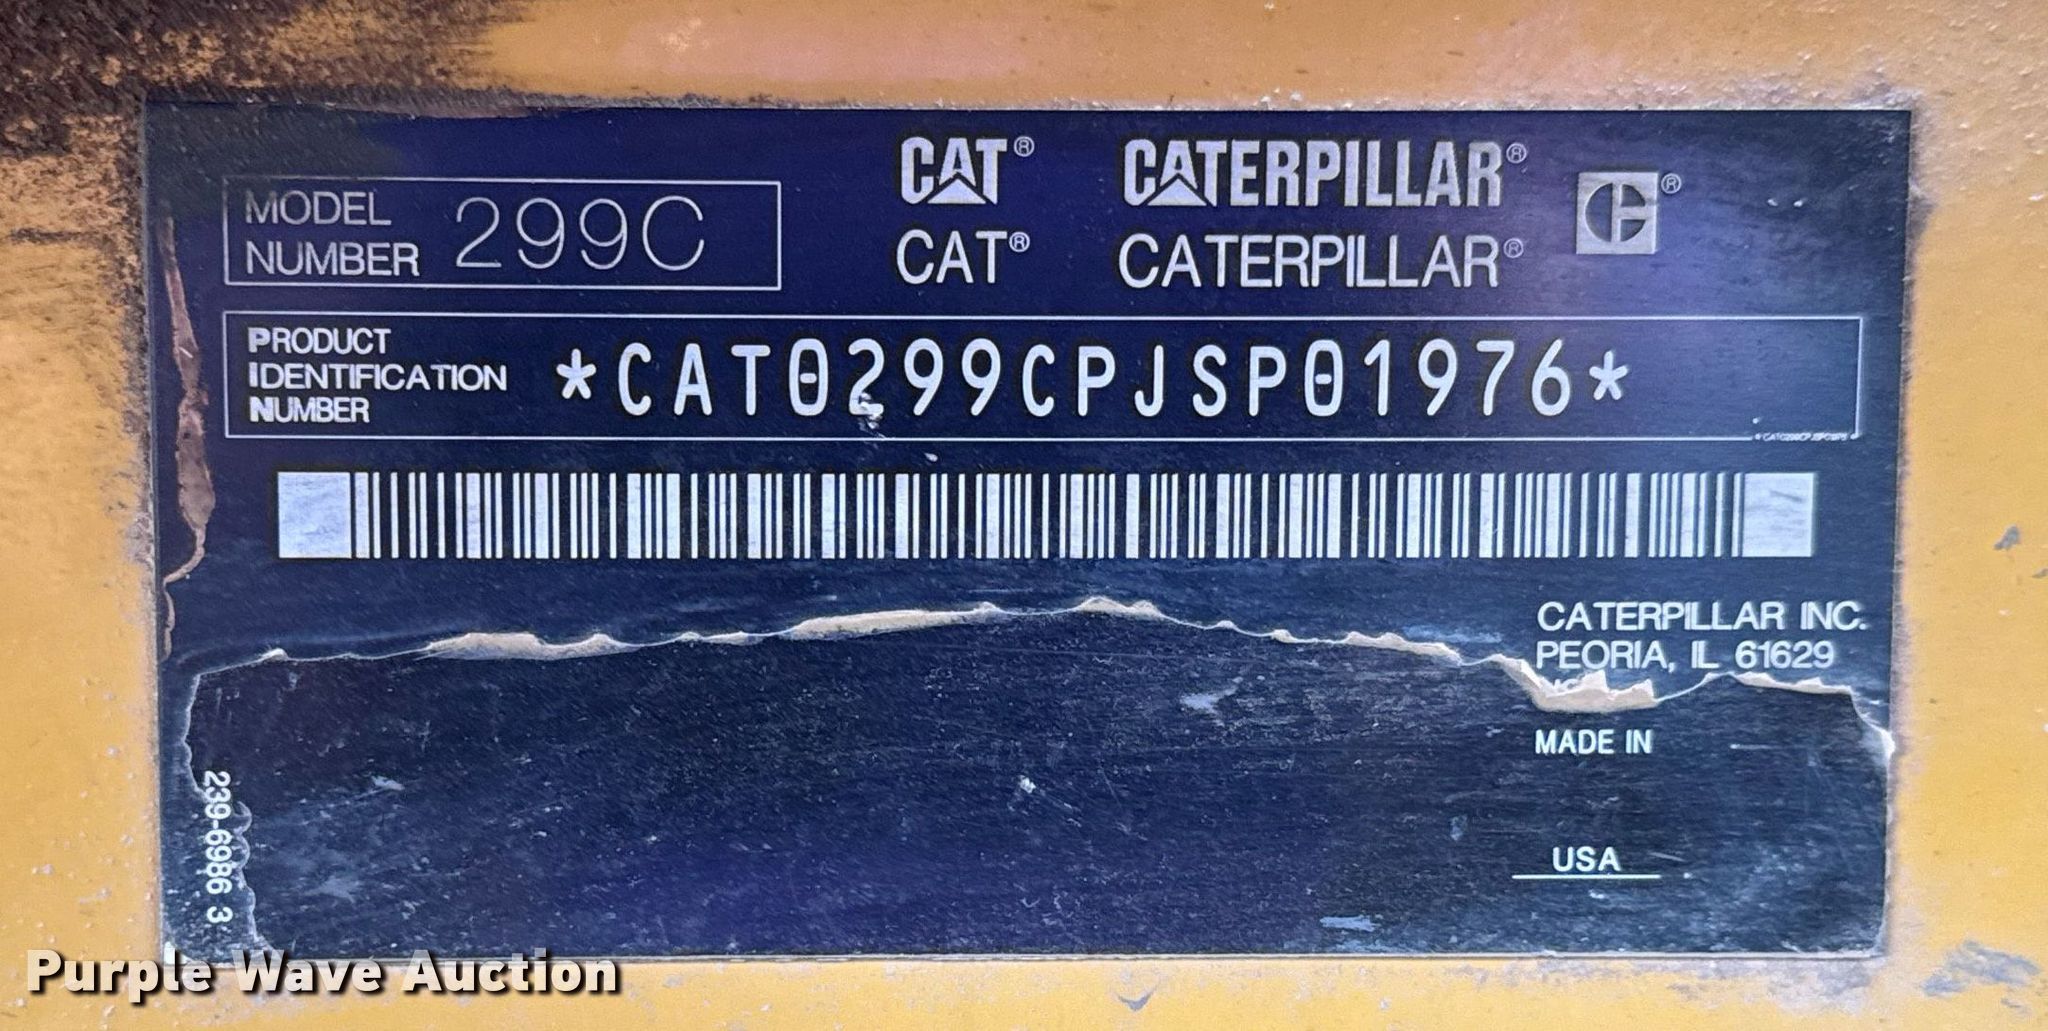 MODEL NUMBER 299C
CAT® CATERPILLAR® ®
CAT® CATERPILLAR®
PRODUCT
IDENTIFICATION
NUMBER
*CAT0299CPJSP01976*
CATERPILLAR INC.
PEORIA, IL 61629
MADE IN
USA
239-6986 3
Purple Wave Auction